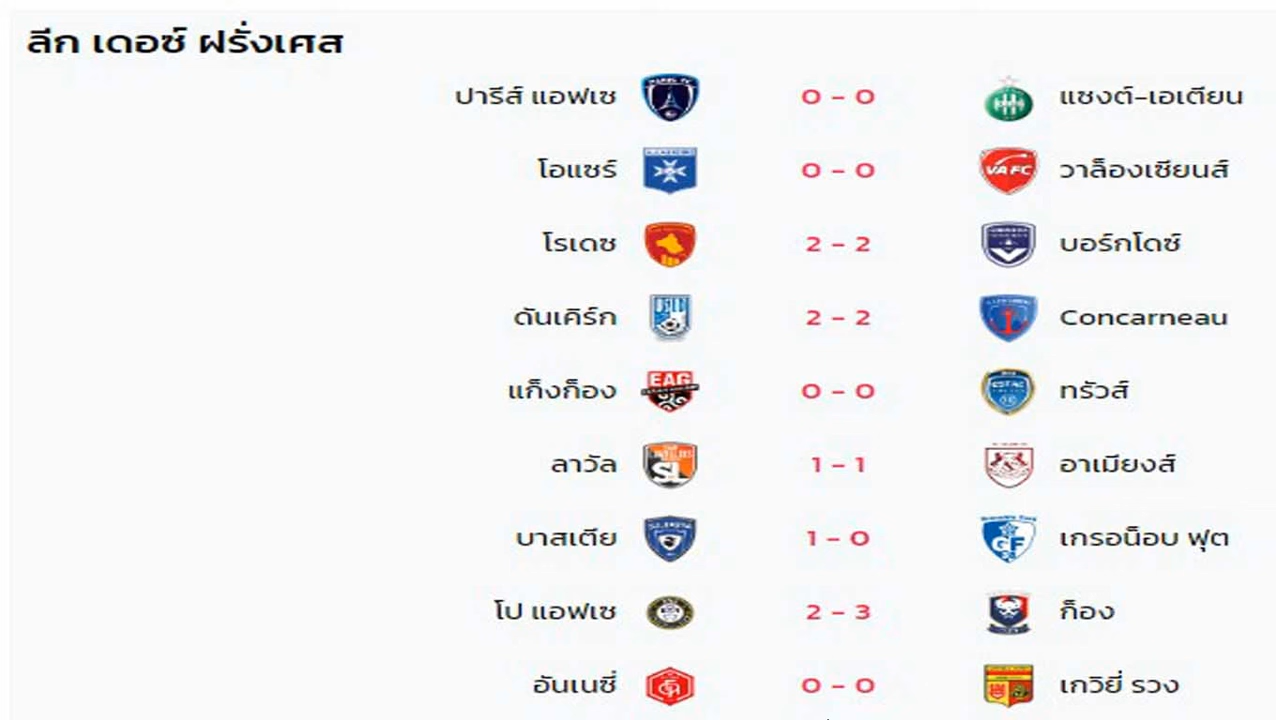 ลีก เดอซ์ ฝรั่งเศส
ปารีส์ แอฟเซ 0 - 0 แซงต์-เอเตียน
โอแซร์ 0 - 0 VA FC วาล็องเซียนส์
โรเดซ 2 - 2 บอร์กโดซ์
ดันเคิร์ก 2 - 2 Concarneau
แก็งก็อง EAG 0 - 0 ทรัวส์
ลาวัล SL 1 - 1 อาเมียงส์
บาสเตีย 1 - 0 GF เกรอน็อบ ฟุต
โป แอฟเซ 2 - 3 ก็อง
อันเนซี่ 0 - 0 เกวิยี่ รวง